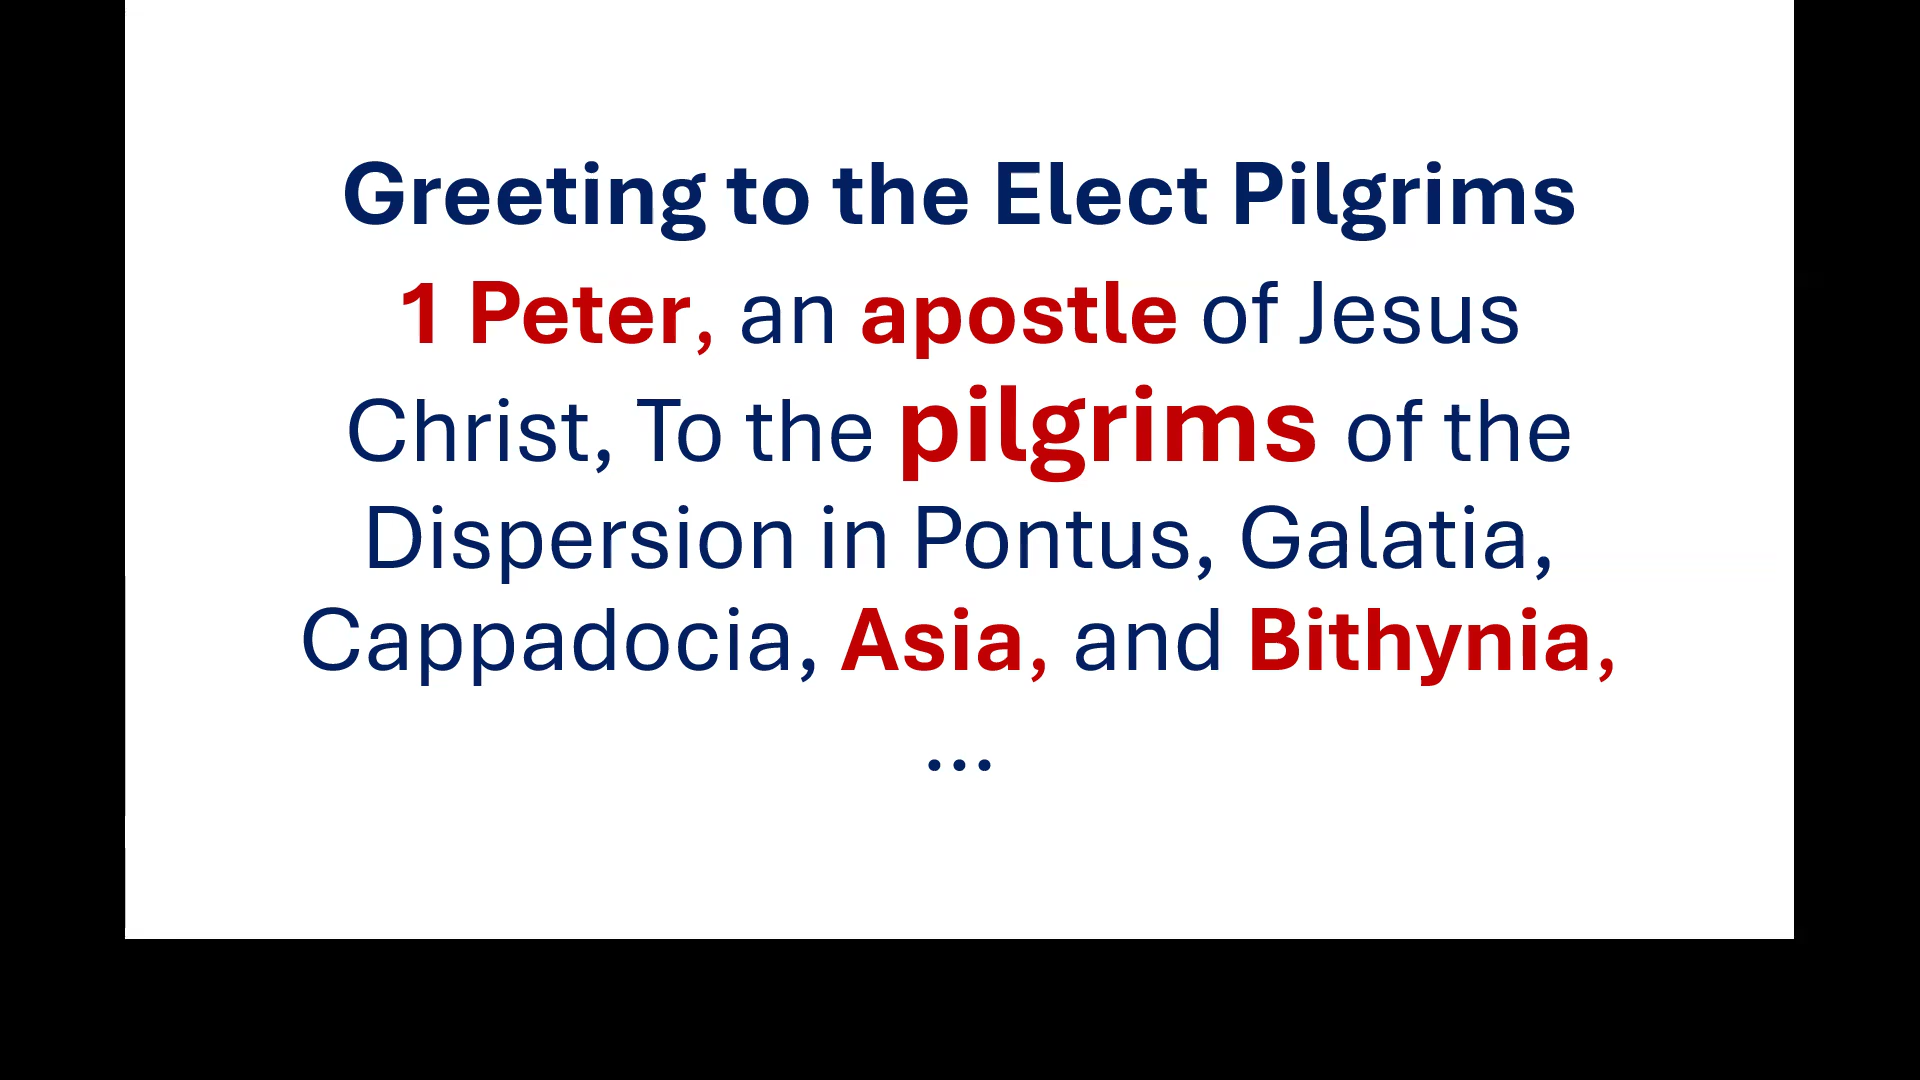 Greeting to the Elect Pilgrims
1 Peter, an apostle of Jesus
Christ, To the pilgrims of the
Dispersion in Pontus, Galatia,
Cappadocia, Asia, and Bithynia,
...